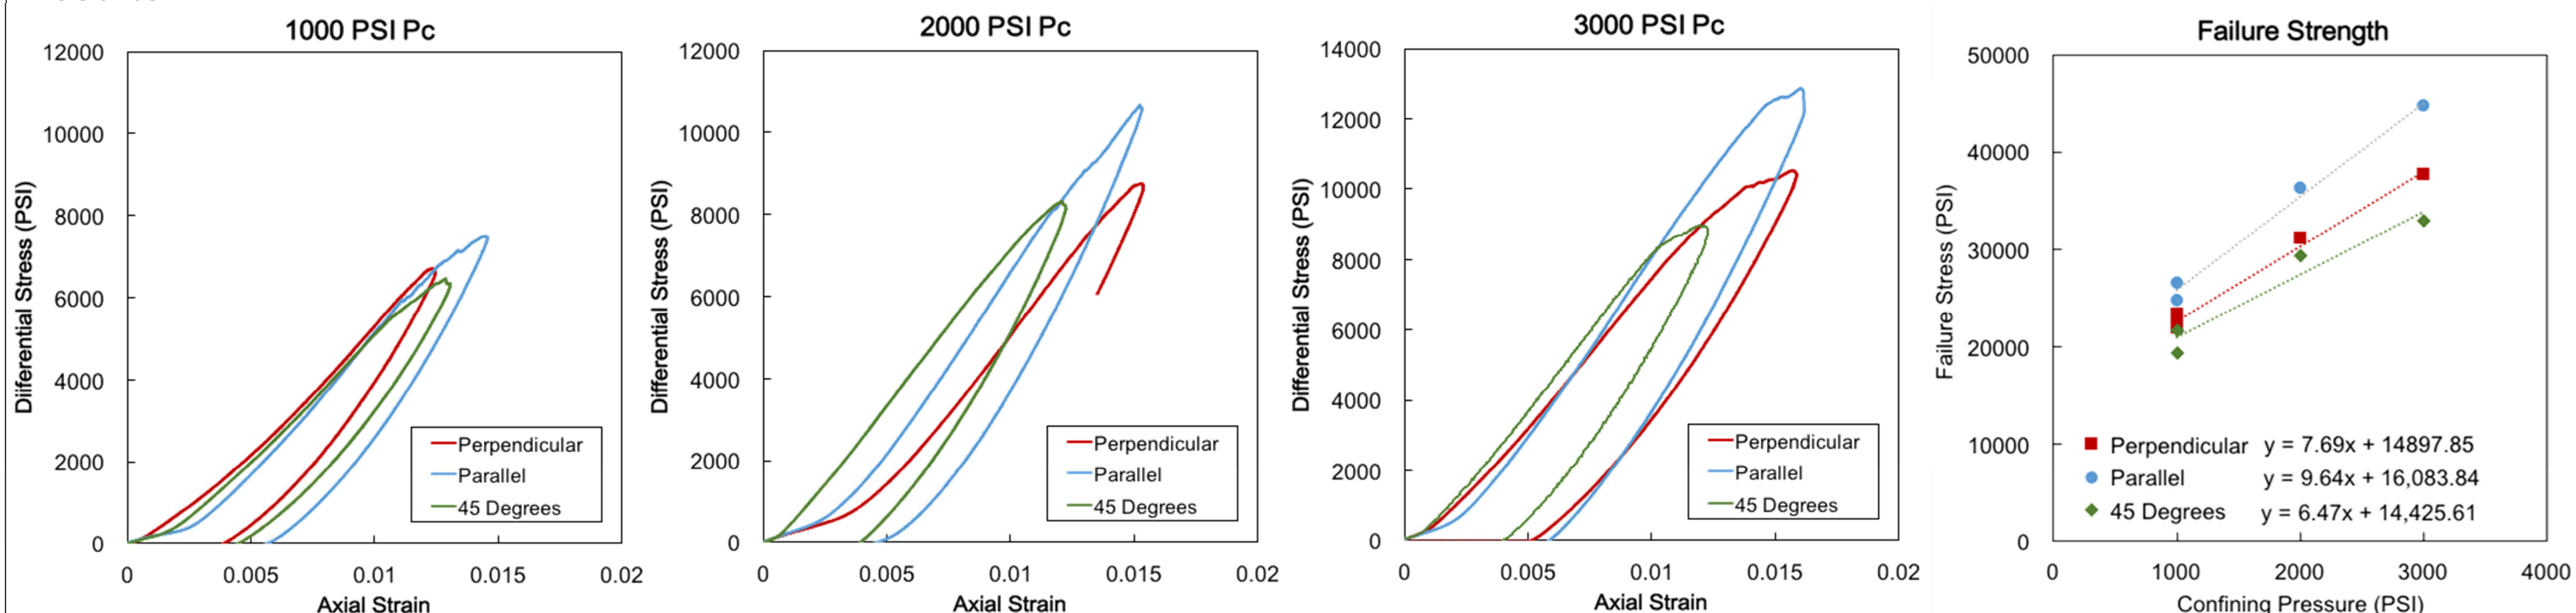 1000 PSI Pc
12000
10000
8000
6000
4000
2000
0
0 0.005 0.01 0.015 0.02
Differential Stress (PSI)
Axial Strain
Perpendicular
Parallel
45 Degrees
2000 PSI Pc
12000
10000
8000
6000
4000
2000
0
0 0.005 0.01 0.015 0.02
Differential Stress (PSI)
Axial Strain
Perpendicular
Parallel
45 Degrees
3000 PSI Pc
14000
12000
10000
8000
6000
4000
2000
0
0 0.005 0.01 0.015 0.02
Differential Stress (PSI)
Axial Strain
Perpendicular
Parallel
45 Degrees
Failure Strength
50000
40000
30000
20000
10000
0
0 1000 2000 3000 4000
Failure Stress (PSI)
Confining Pressure (PSI)
Perpendicular y = 7.69x + 14897.85
Parallel y = 9.64x + 16,083.84
45 Degrees y = 6.47x + 14,425.61